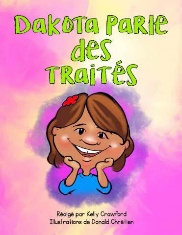 Dakota Parle
des
Traités
Rédigé par Kelly Crawford
Illustrations de Donald Chrétien